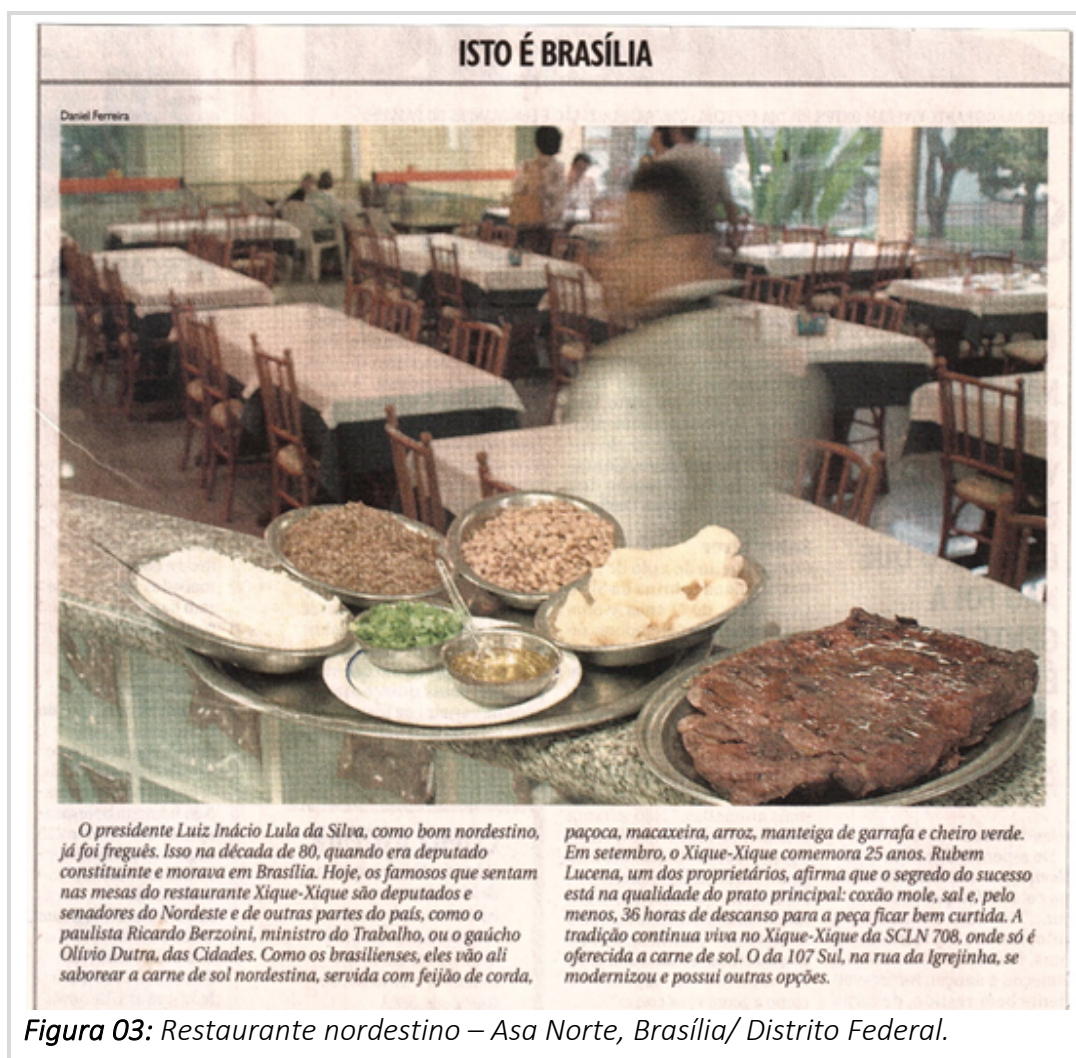 ISTO É BRASÍLIA
Daniel Ferreira
O presidente Luiz Inácio Lula da Silva, como bom nordestino,
já foi freguês. Isso na década de 80, quando era deputado
constituinte e morava em Brasília. Hoje, os famosos que sentam
nas mesas do restaurante Xique-Xique são deputados e
senadores do Nordeste e de outras partes do país, como o
paulista Ricardo Berzoini, ministro do Trabalho, ou o gaúcho
Olívio Dutra, das Cidades. Como os brasilienses, eles vão ali
saborear a carne de sol nordestina, servida com feijão de corda,
paçoca, macaxeira, arroz, manteiga de garrafa e cheiro verde.
Em setembro, o Xique-Xique comemora 25 anos. Rubem
Lucena, um dos proprietários, afirma que o segredo do sucesso
está na qualidade do prato principal: coxão mole, sal e, pelo
menos, 36 horas de descanso para a peça ficar bem curtida. A
tradição continua viva no Xique-Xique da SCLN 708, onde só é
oferecida a carne de sol. O da 107 Sul, na rua da Igrejinha, se
modernizou e possui outras opções.
Figura 03: Restaurante nordestino – Asa Norte, Brasília/ Distrito Federal.